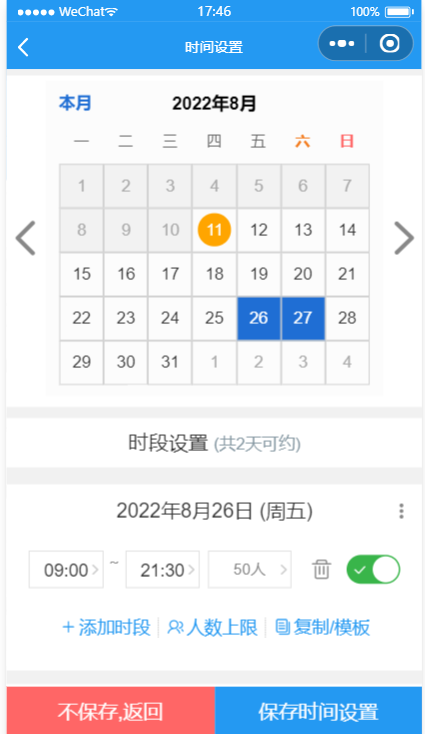 WeChat 17:46 100%
时间设置
本月 2022年8月
一 二 三 四 五 六 日
1 2 3 4 5 6 7
8 9 10 11 12 13 14
15 16 17 18 19 20 21
22 23 24 25 26 27 28
29 30 31 1 2 3 4
时段设置 (共2天可约)
2022年8月26日 (周五)
09:00 ~ 21:30 50人
+ 添加时段 人数上限 复制/模板
不保存,返回 保存时间设置